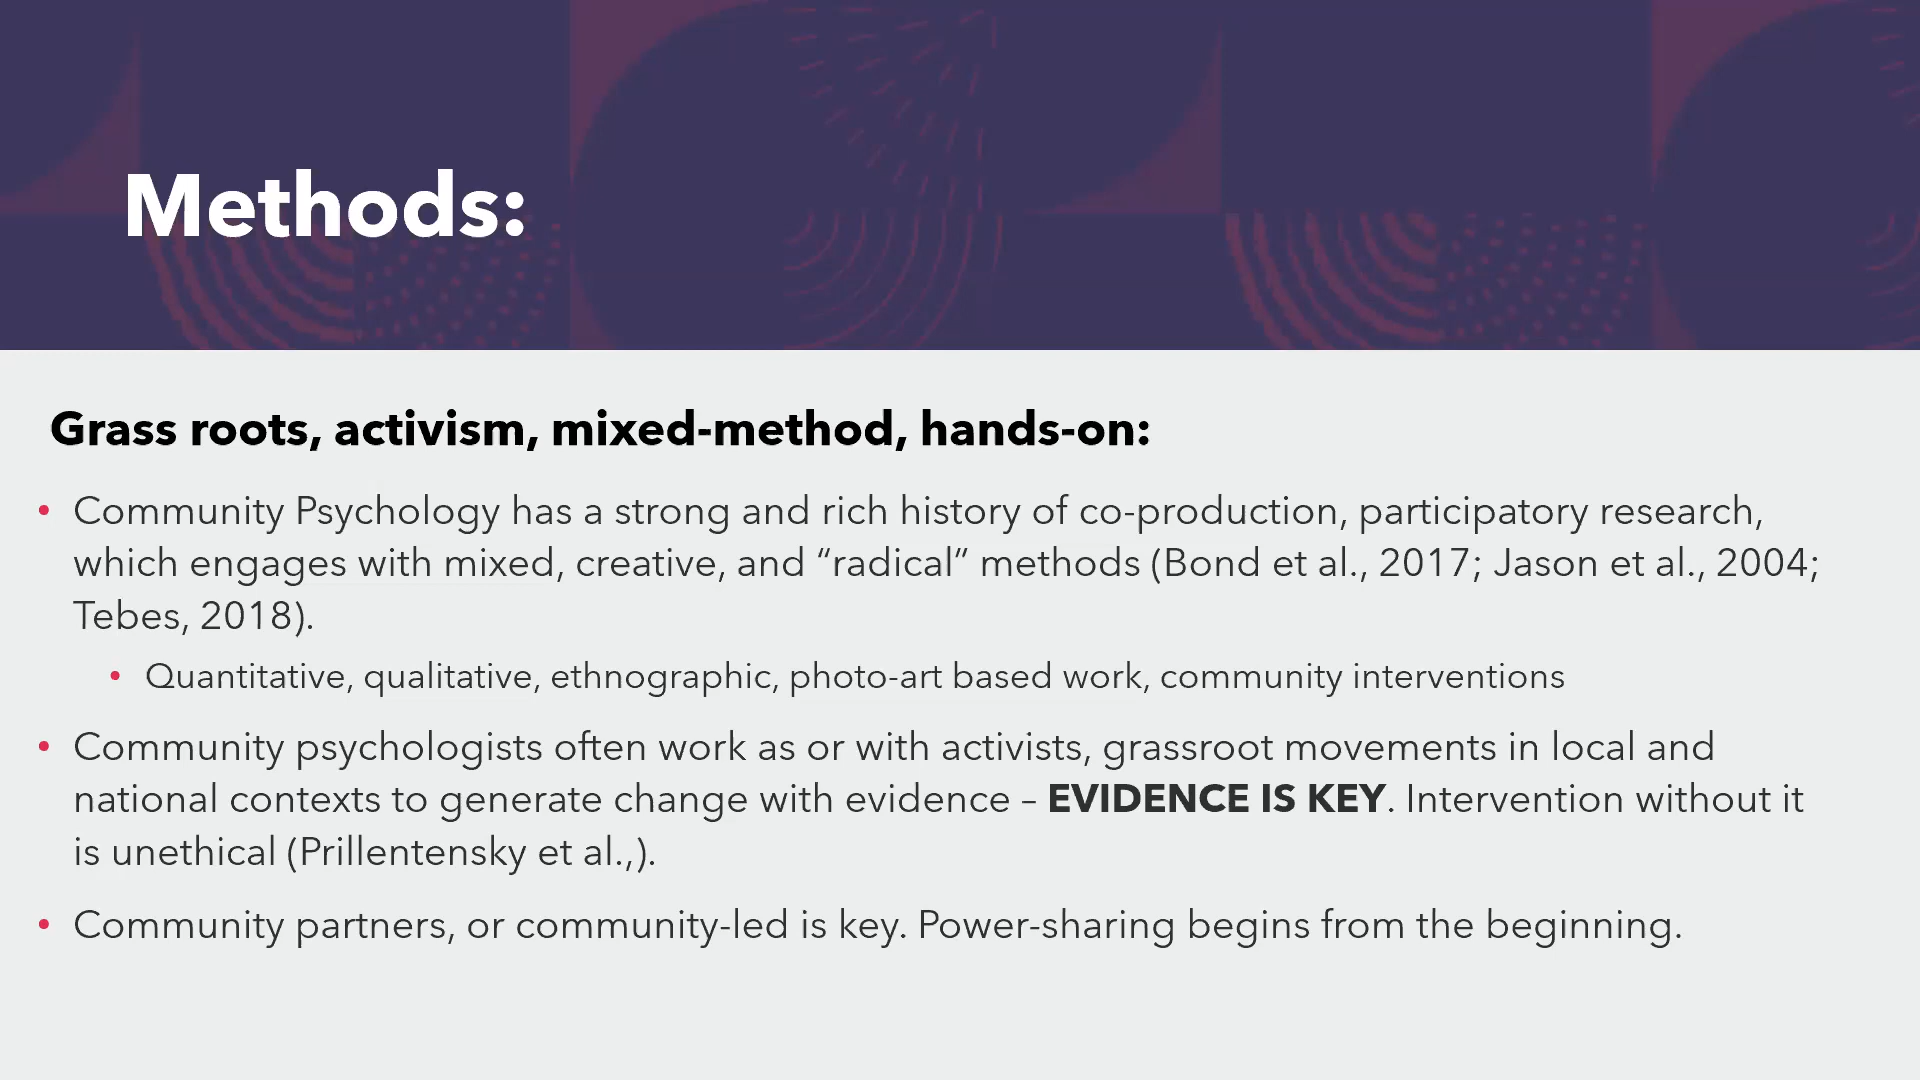 Methods:
Grass roots, activism, mixed-method, hands-on:
• Community Psychology has a strong and rich history of co-production, participatory research,
which engages with mixed, creative, and “radical” methods (Bond et al., 2017; Jason et al., 2004;
Tebes, 2018).
• Quantitative, qualitative, ethnographic, photo-art based work, community interventions
• Community psychologists often work as or with activists, grassroot movements in local and
national contexts to generate change with evidence – EVIDENCE IS KEY. Intervention without it
is unethical (Prillentensky et al.,).
• Community partners, or community-led is key. Power-sharing begins from the beginning.